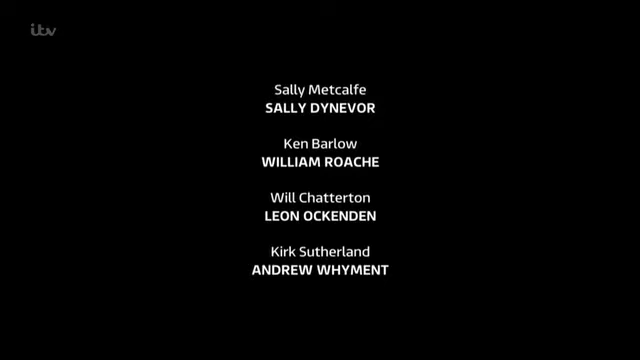 itv
Sally Metcalfe
SALLY DYNEVOR
Ken Barlow
WILLIAM ROACHE
Will Chatterton
LEON OCKENDEN
Kirk Sutherland
ANDREW WHYMENT